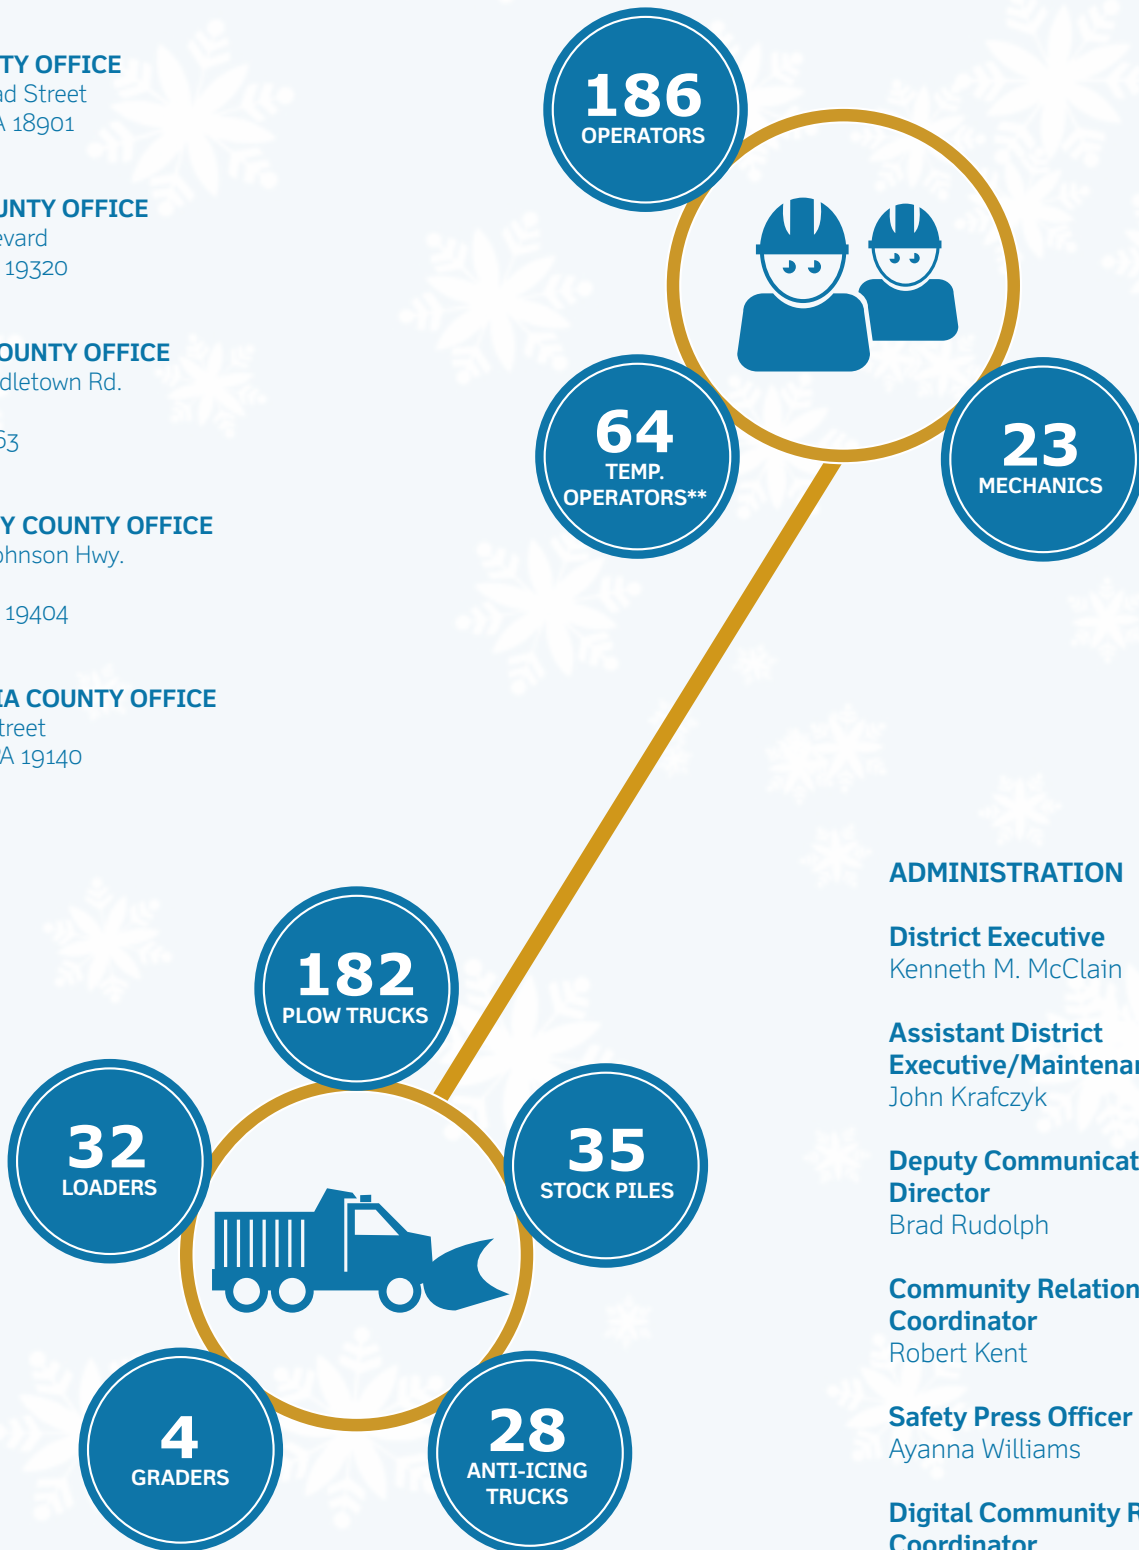 TY OFFICE
ad Street
A 18901
UNTY OFFICE
evard
19320
OUNTY OFFICE
dletown Rd.
63
Y COUNTY OFFICE
ohnson Hwy.
19404
IA COUNTY OFFICE
treet
PA 19140
186
OPERATORS
64
TEMP.
OPERATORS**
23
MECHANICS
182
PLOW TRUCKS
32
LOADERS
35
STOCK PILES
4
GRADERS
28
ANTI-ICING
TRUCKS
ADMINISTRATION
District Executive
Kenneth M. McClain
Assistant District
Executive/Maintenan
John Krafczyk
Deputy Communicat
Director
Brad Rudolph
Community Relation
Coordinator
Robert Kent
Safety Press Officer
Ayanna Williams
Digital Community R
Coordinator